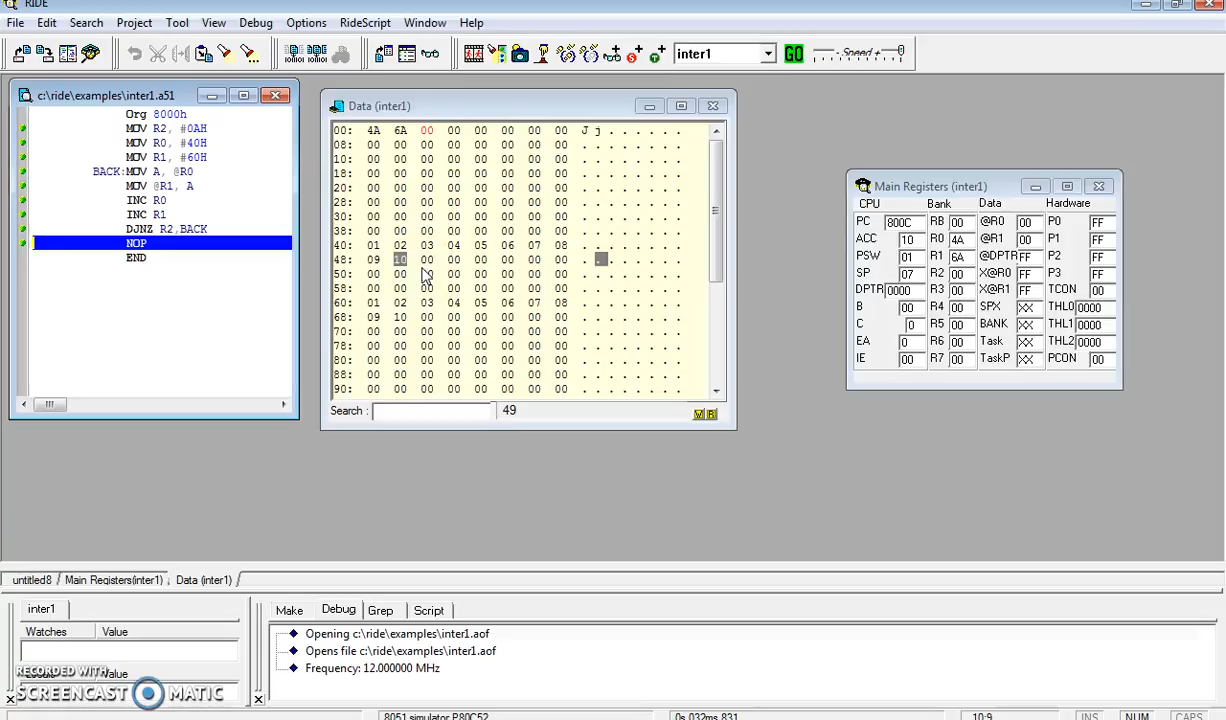 RIDE
File Edit Search Project Tool View Debug Options RideScript Window Help
inter1 GO Speed +
c:\ride\examples\inter1.a51
Org 8000h
MOV R2, #0AH
MOV R0, #40H
MOV R1, #60H
BACK:MOV A, @R0
MOV @R1, A
INC R0
INC R1
DJNZ R2,BACK
NOP
END
Data (inter1)
00: 4A 6A 00 00 00 00 00 00 J j . . . . . .
08: 00 00 00 00 00 00 00 00 . . . . . . . .
10: 00 00 00 00 00 00 00 00 . . . . . . . .
18: 00 00 00 00 00 00 00 00 . . . . . . . .
20: 00 00 00 00 00 00 00 00 . . . . . . . .
28: 00 00 00 00 00 00 00 00 . . . . . . . .
30: 00 00 00 00 00 00 00 00 . . . . . . . .
38: 00 00 00 00 00 00 00 00 . . . . . . . .
40: 01 02 03 04 05 06 07 08 . . . . . . . .
48: 09 10 00 00 00 00 00 00 . . . . . . . .
50: 00 00 00 00 00 00 00 00 . . . . . . . .
58: 00 00 00 00 00 00 00 00 . . . . . . . .
60: 01 02 03 04 05 06 07 08 . . . . . . . .
68: 09 10 00 00 00 00 00 00 . . . . . . . .
70: 00 00 00 00 00 00 00 00 . . . . . . . .
78: 00 00 00 00 00 00 00 00 . . . . . . . .
80: 00 00 00 00 00 00 00 00 . . . . . . . .
88: 00 00 00 00 00 00 00 00 . . . . . . . .
90: 00 00 00 00 00 00 00 00 . . . . . . . .
Search : 49 W B
Main Registers (inter1)
CPU Bank Data Hardware
PC 800C RB 00 @R0 00 P0 FF
ACC 10 R0 4A @R1 00 P1 FF
PSW 01 R1 6A @DPTR FF P2 FF
SP 07 R2 00 X@R0 FF P3 FF
DPTR 0000 R3 00 X@R1 FF TCON 00
B 00 R4 00 SPX XX THL0 0000
C 0 R5 00 BANK XX THL1 0000
EA 0 R6 00 Task XX THL2 0000
IE 00 R7 00 TaskP XX PCON 00
untitled8 / Main Registers(inter1) Data (inter1)
inter1
Watches Value
Value
Make Debug Grep Script
Opening c:\ride\examples\inter1.aof
Opens file c:\ride\examples\inter1.aof
Frequency: 12.000000 MHz
RECORDED WITH
SCREENCAST MATIC
8051 simulator P80C52 0s 032ms 831 10:9 INS NUM CAPS